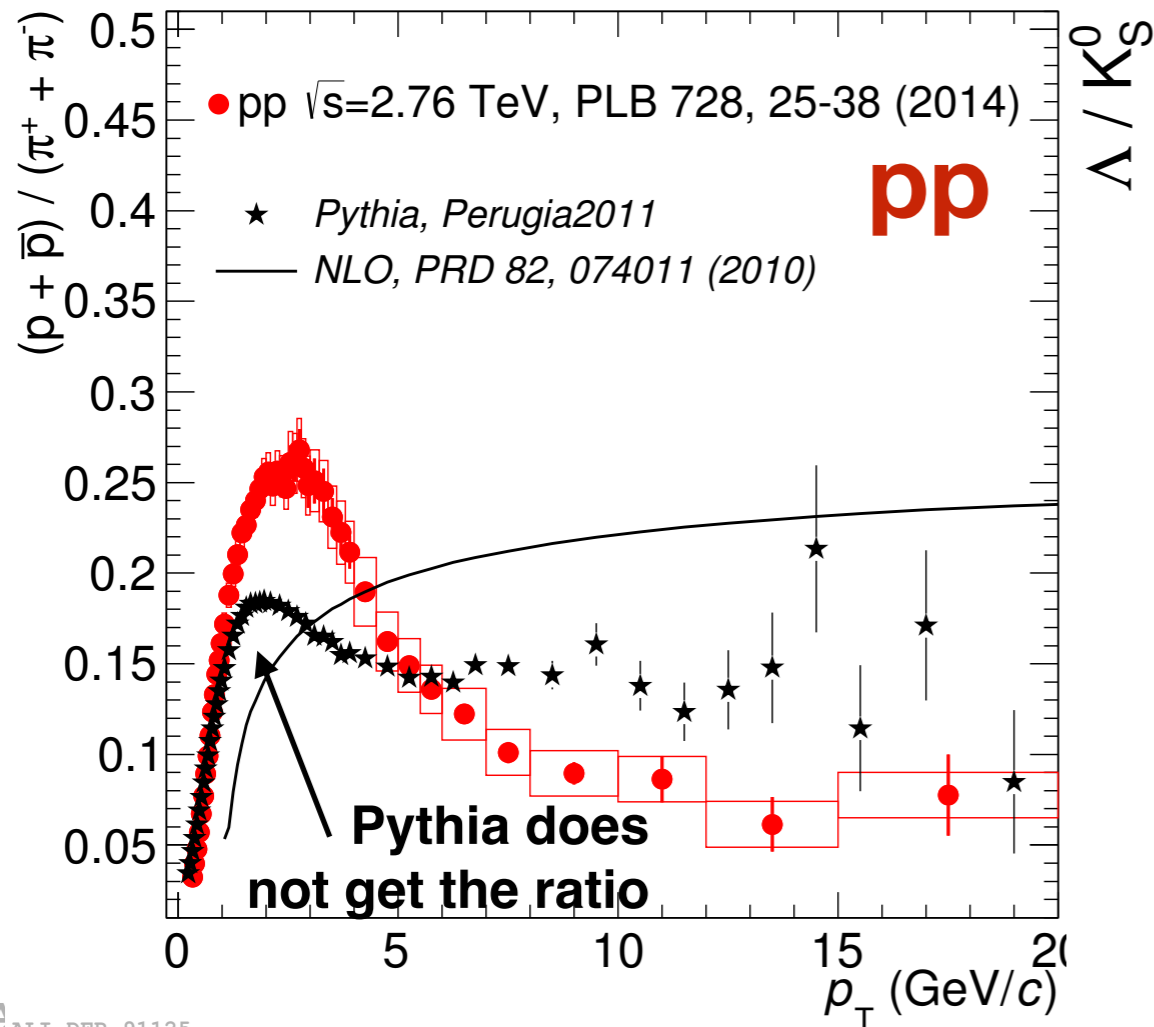 (p + p̅) / (π⁺ + π⁻)
0.5
0.45
0.4
0.35
0.3
0.25
0.2
0.15
0.1
0.05
pp √s=2.76 TeV, PLB 728, 25-38 (2014)
pp
Pythia, Perugia2011
NLO, PRD 82, 074011 (2010)
Pythia does
not get the ratio
0 5 10 15 20
p_T (GeV/c)
Λ / K⁰_S